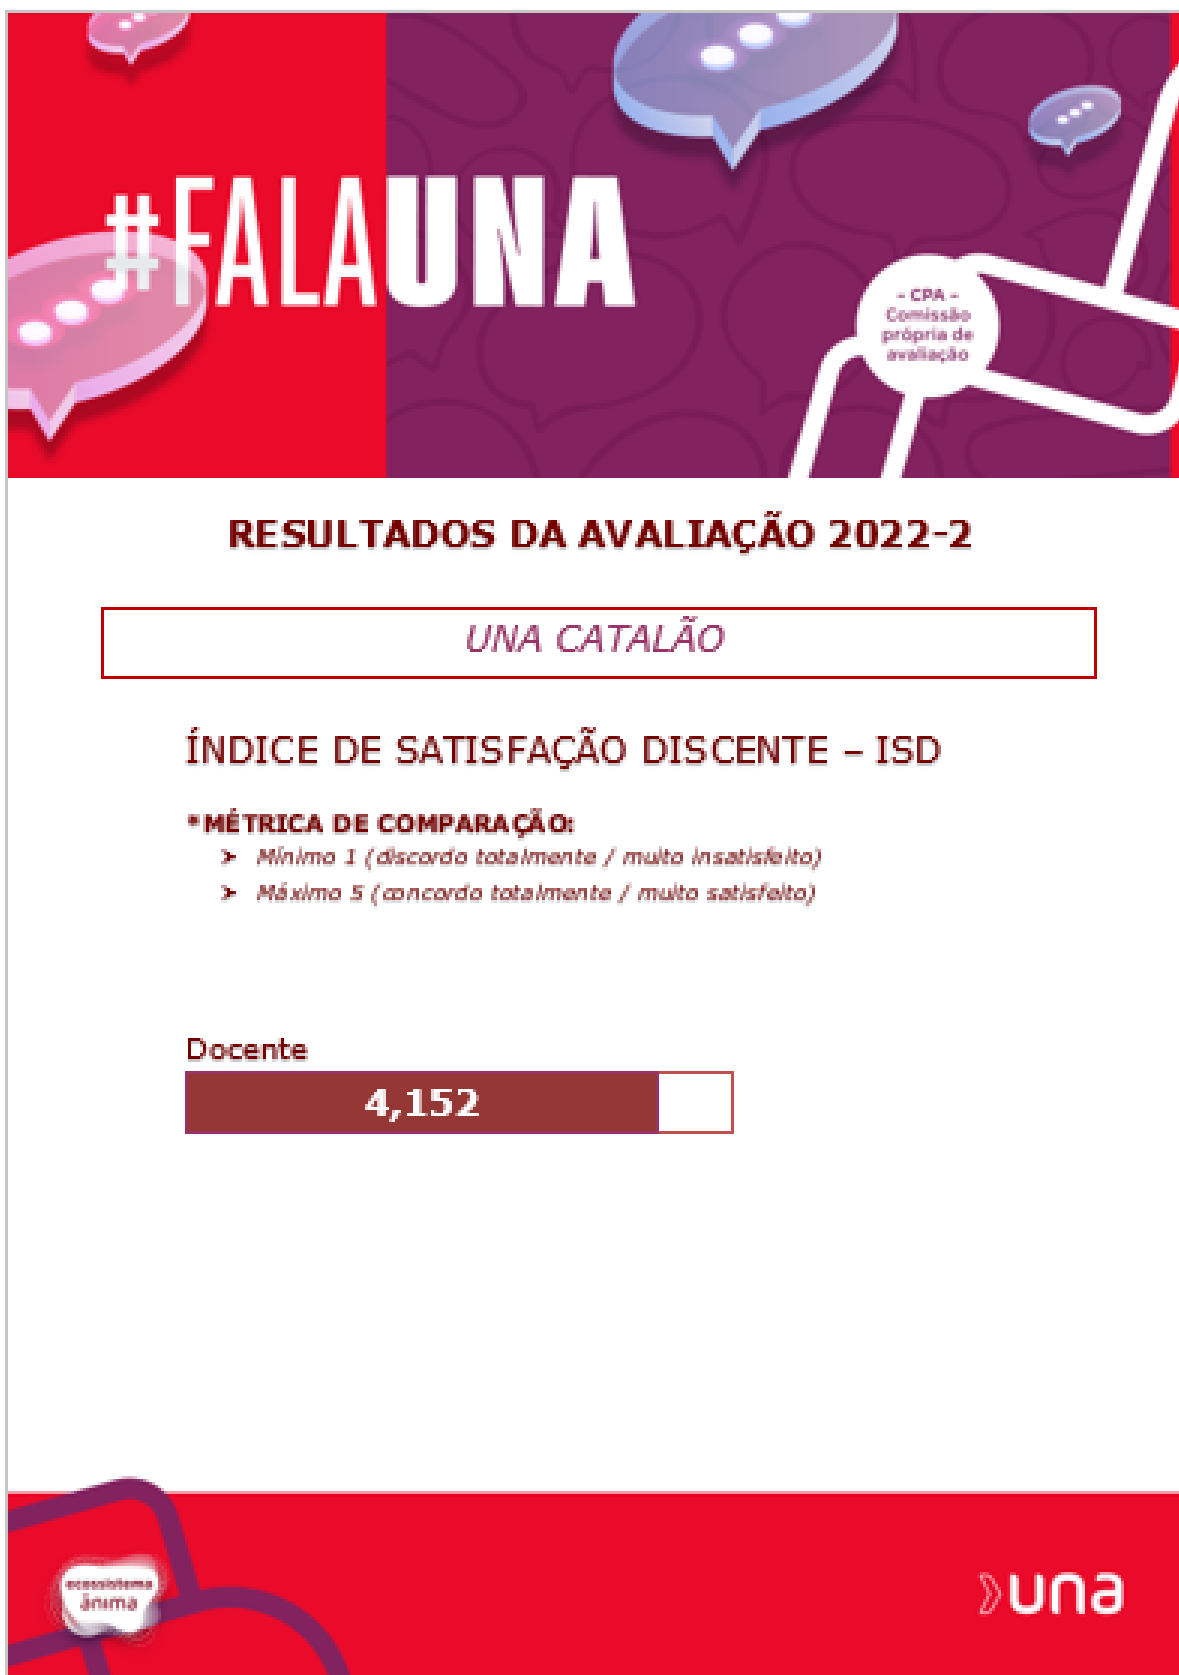 #FALAUNA
- CPA -
Comissão
própria de
avaliação
RESULTADOS DA AVALIAÇÃO 2022-2
UNA CATALÃO
ÍNDICE DE SATISFAÇÃO DISCENTE – ISD
*MÉTRICA DE COMPARAÇÃO:
➢ Mínimo 1 (discordo totalmente / muito insatisfeito)
➢ Máximo 5 (concordo totalmente / muito satisfeito)
Docente
4,152
ecossistema
ânima
una